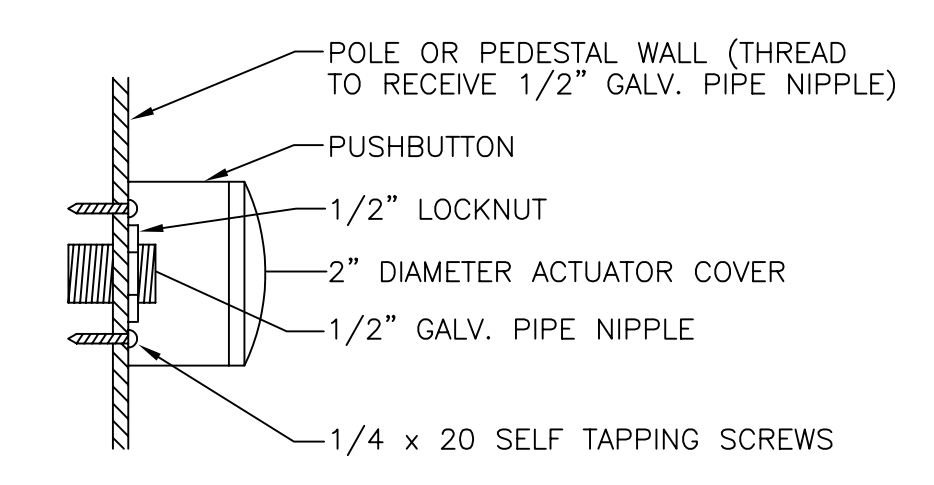 POLE OR PEDESTAL WALL (THREAD
TO RECEIVE 1/2” GALV. PIPE NIPPLE)
PUSHBUTTON
1/2” LOCKNUT
2” DIAMETER ACTUATOR COVER
1/2” GALV. PIPE NIPPLE
1/4 x 20 SELF TAPPING SCREWS